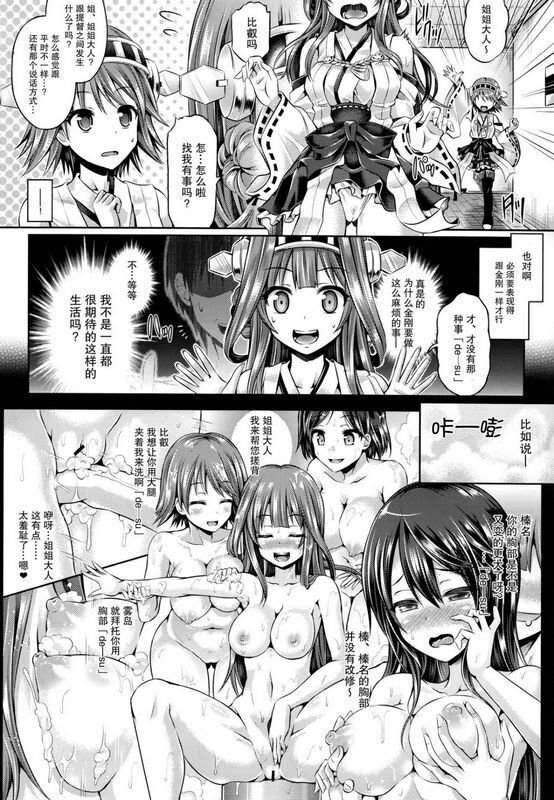 姐姐大人～
比叡吗
怎…怎么啦
找我有事吗？
姐、姐姐大人？
跟提督之间发生
什么了吗？
怎么感觉跟
平时不一样…？
还有那个说话方式…
也对啊
必须要表现得
跟金刚一样才行
才、才没有那
种事「de－su」
真是的
为什么金刚要做
这么麻烦的事—
不…等等
我不是一直都
很期待的这样的
生活吗？
比如说—
咔—嘭
榛名
你的胸部是不是
又变的更大了呀？
…「de－su」
榛、榛名的胸部
并没有改修～
姐姐大人
我来帮您搓背
比叡
我想让你用大腿
夹着我来洗啊「de－su」
咿呀…姐姐大人
这有点……
太羞耻了…嗯♥
雾岛
就拜托你用
胸部「de－su」